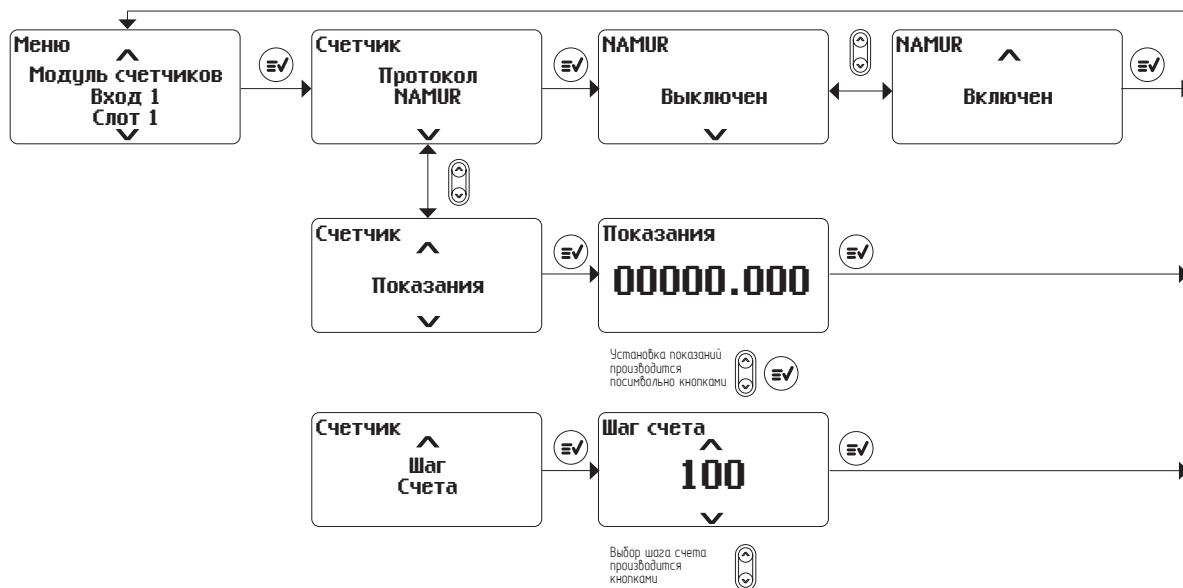 Меню
Модуль счетчиков
Вход 1
Слот 1
Счетчик
Протокол
NAMUR
NAMUR
Выключен
NAMUR
Включен
Счетчик
Показания
Показания
00000.000
Установка показаний
производится
посимвольно кнопками
Счетчик
Шаг
Счета
Шаг счета
100
Выбор шага счета
производится
кнопками